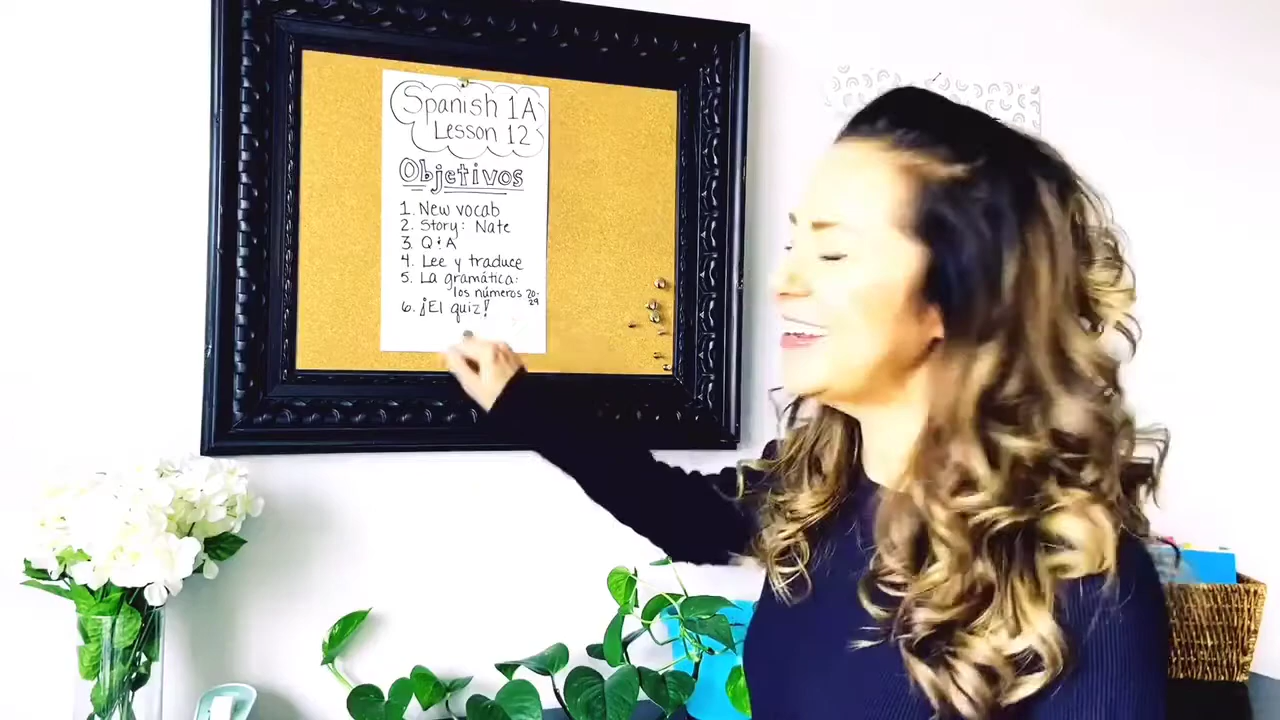 Spanish 1A
Lesson 12
Objetivos
1. New vocab
2. Story: Nate
3. Q & A
4. Lee y traduce
5. La gramática:
los números 20-29
6. ¡El quiz!